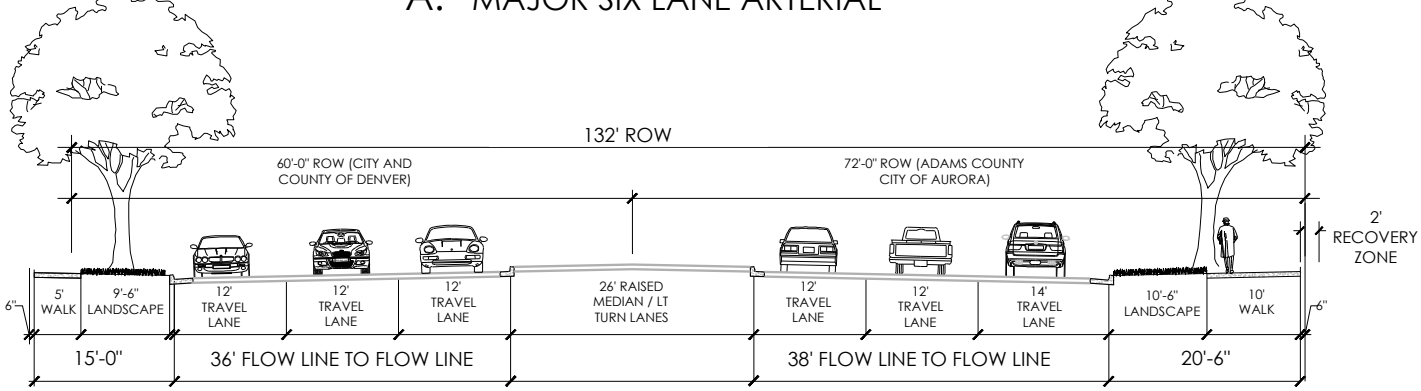 A. MAJOR SIX LANE ARTERIAL
132' ROW
60'-0" ROW (CITY AND
COUNTY OF DENVER)
72'-0" ROW (ADAMS COUNTY
CITY OF AURORA)
2'
RECOVERY
ZONE
6"
5'
WALK
9'-6"
LANDSCAPE
12'
TRAVEL
LANE
12'
TRAVEL
LANE
12'
TRAVEL
LANE
26' RAISED
MEDIAN / LT
TURN LANES
12'
TRAVEL
LANE
12'
TRAVEL
LANE
14'
TRAVEL
LANE
10'-6"
LANDSCAPE
10'
WALK
6"
15'-0"
36' FLOW LINE TO FLOW LINE
38' FLOW LINE TO FLOW LINE
20'-6"